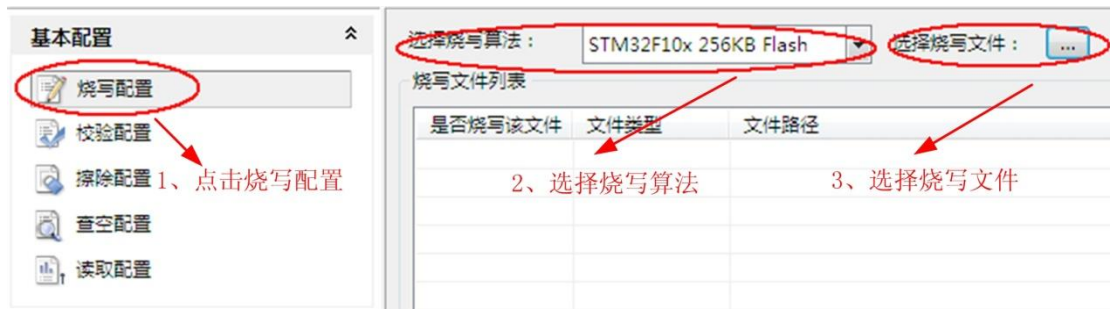 基本配置
烧写配置
校验配置
擦除配置
查空配置
读取配置
1、点击烧写配置
选择烧写算法：
STM32F10x 256KB Flash
选择烧写文件：
...
烧写文件列表
是否烧写该文件 文件类型 文件路径
2、选择烧写算法
3、选择烧写文件